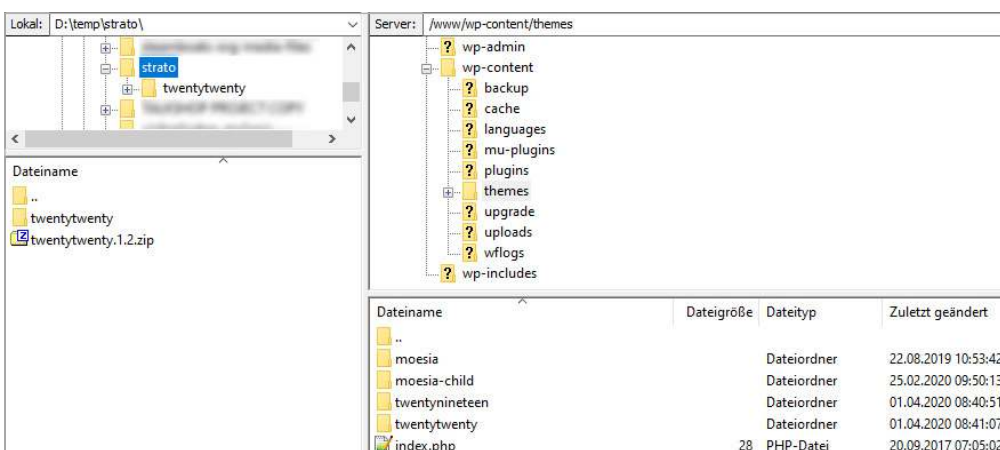 Lokal: D:\temp\strato\
strato
twentytwenty
Dateiname
..
twentytwenty
twentytwenty.1.2.zip
Server: /www/wp-content/themes
wp-admin
wp-content
backup
cache
languages
mu-plugins
plugins
themes
upgrade
uploads
wflogs
wp-includes
Dateiname Dateigröße Dateityp Zuletzt geändert
..
moesia Dateiordner 22.08.2019 10:53:42
moesia-child Dateiordner 25.02.2020 09:50:13
twentynineteen Dateiordner 01.04.2020 08:40:51
twentytwenty Dateiordner 01.04.2020 08:41:07
index.php 28 PHP-Datei 20.09.2017 07:05:02